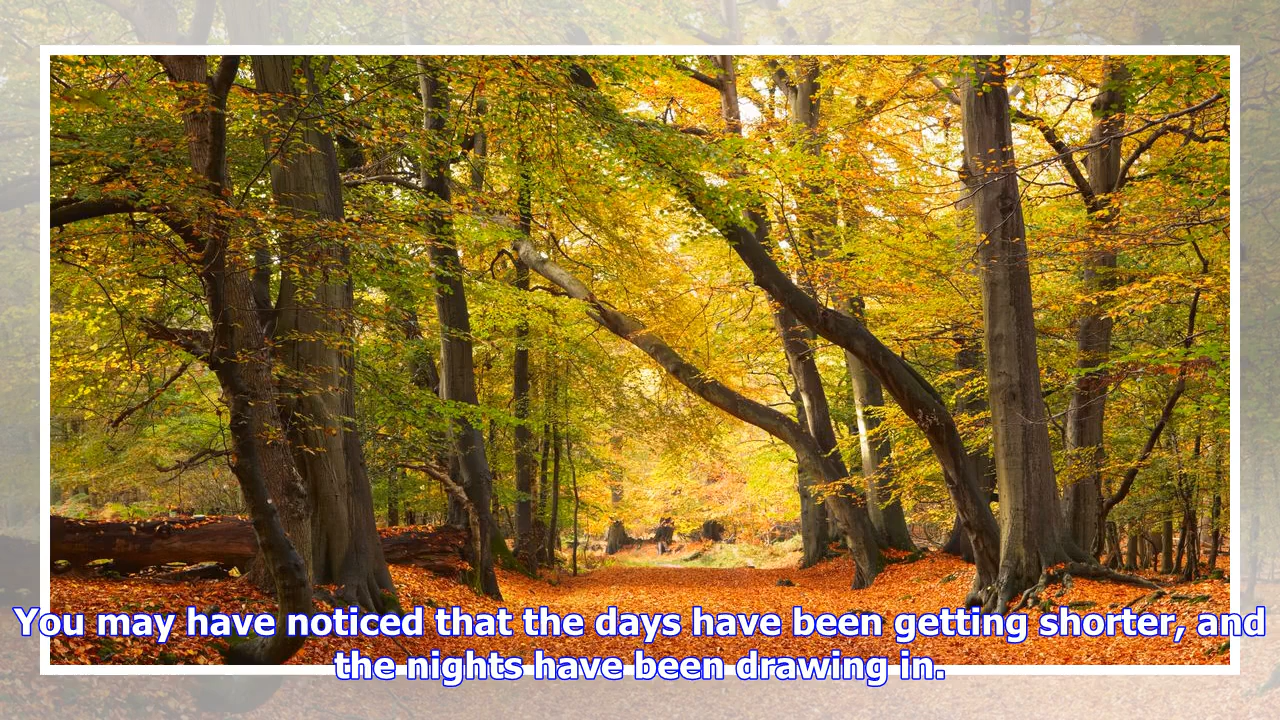 You may have noticed that the days have been getting shorter, and
the nights have been drawing in.